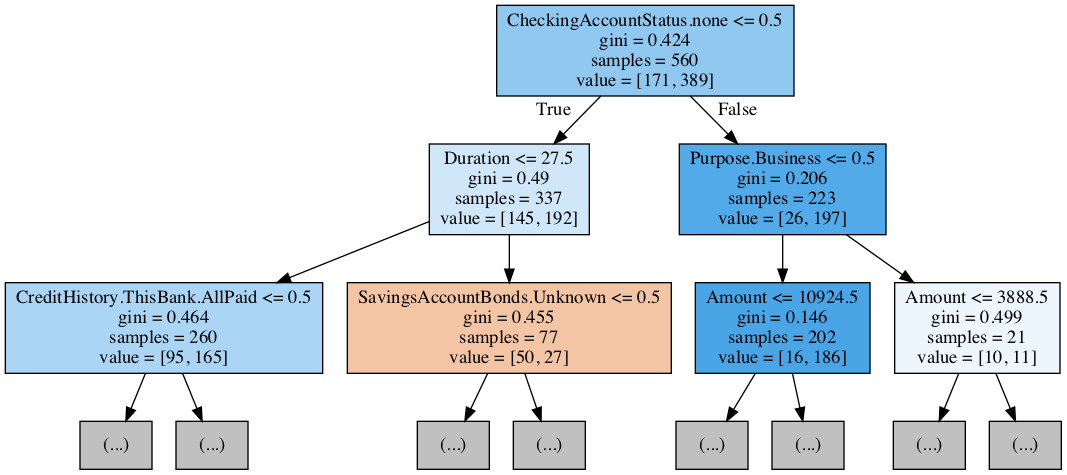 CheckingAccountStatus.none <= 0.5
gini = 0.424
samples = 560
value = [171, 389]
True
False
Duration <= 27.5
gini = 0.49
samples = 337
value = [145, 192]
Purpose.Business <= 0.5
gini = 0.206
samples = 223
value = [26, 197]
CreditHistory.ThisBank.AllPaid <= 0.5
gini = 0.464
samples = 260
value = [95, 165]
SavingsAccountBonds.Unknown <= 0.5
gini = 0.455
samples = 77
value = [50, 27]
Amount <= 10924.5
gini = 0.146
samples = 202
value = [16, 186]
Amount <= 3888.5
gini = 0.499
samples = 21
value = [10, 11]
(...)
(...)
(...)
(...)
(...)
(...)
(...)
(...)